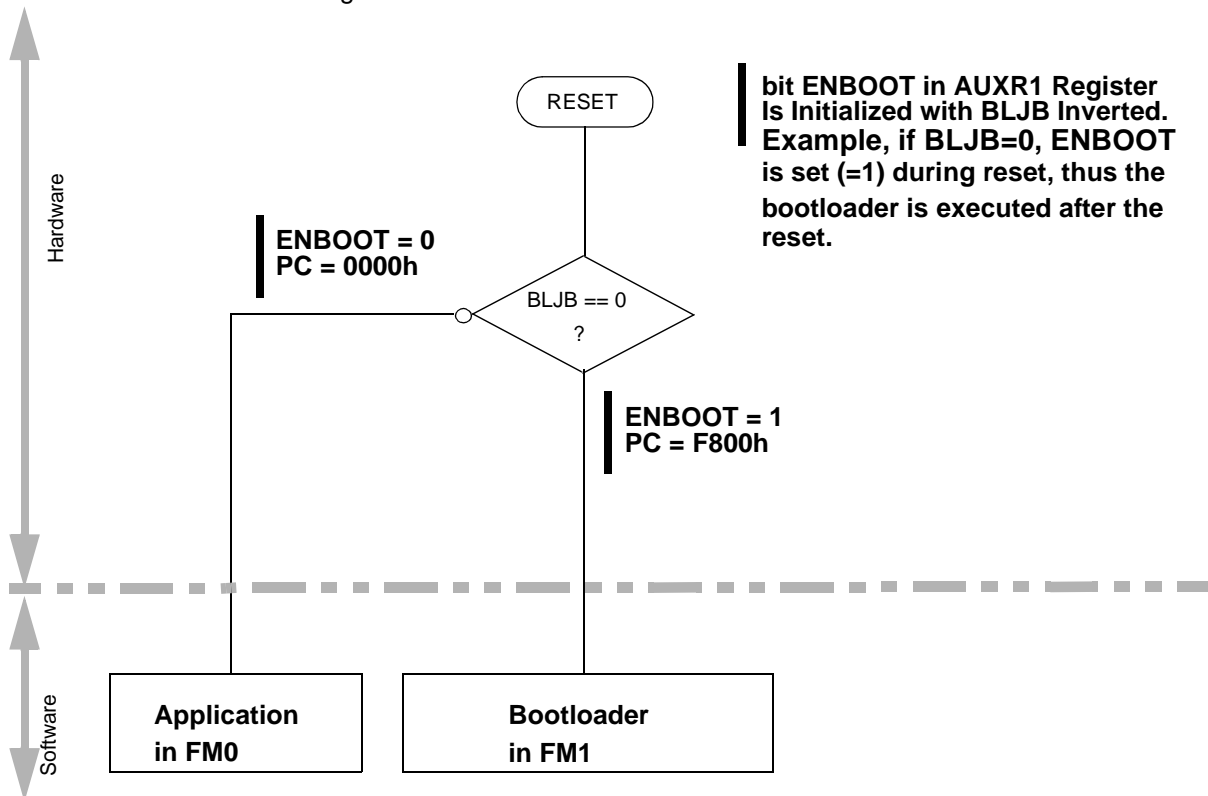 RESET
bit ENBOOT in AUXR1 Register
Is Initialized with BLJB Inverted.
Example, if BLJB=0, ENBOOT
is set (=1) during reset, thus the
bootloader is executed after the
reset.
Hardware
ENBOOT = 0
PC = 0000h
BLJB == 0
?
ENBOOT = 1
PC = F800h
Software
Application
in FM0
Bootloader
in FM1